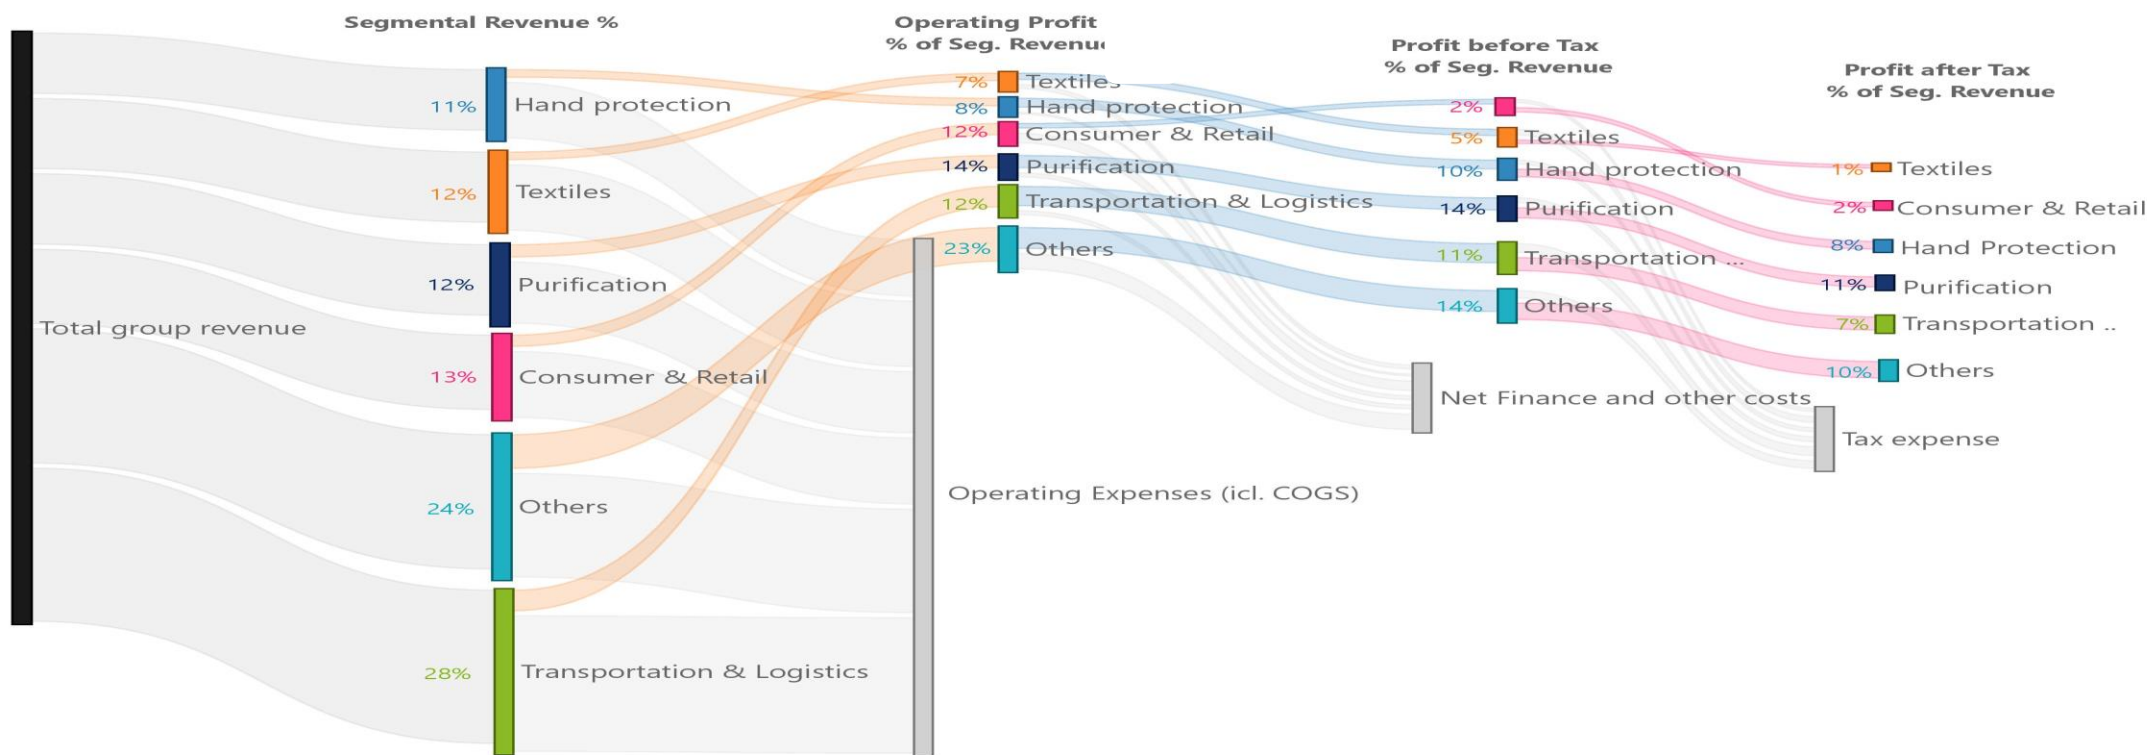 Segmental Revenue %
Operating Profit
% of Seg. Revenue
Profit before Tax
% of Seg. Revenue
Profit after Tax
% of Seg. Revenue
Total group revenue
11% Hand protection
12% Textiles
12% Purification
13% Consumer & Retail
24% Others
28% Transportation & Logistics
7% Textiles
8% Hand protection
12% Consumer & Retail
14% Purification
12% Transportation & Logistics
23% Others
Operating Expenses (icl. COGS)
2%
5% Textiles
10% Hand protection
14% Purification
11% Transportation ...
14% Others
Net Finance and other costs
1% Textiles
2% Consumer & Retail
8% Hand Protection
11% Purification
7% Transportation ..
10% Others
Tax expense